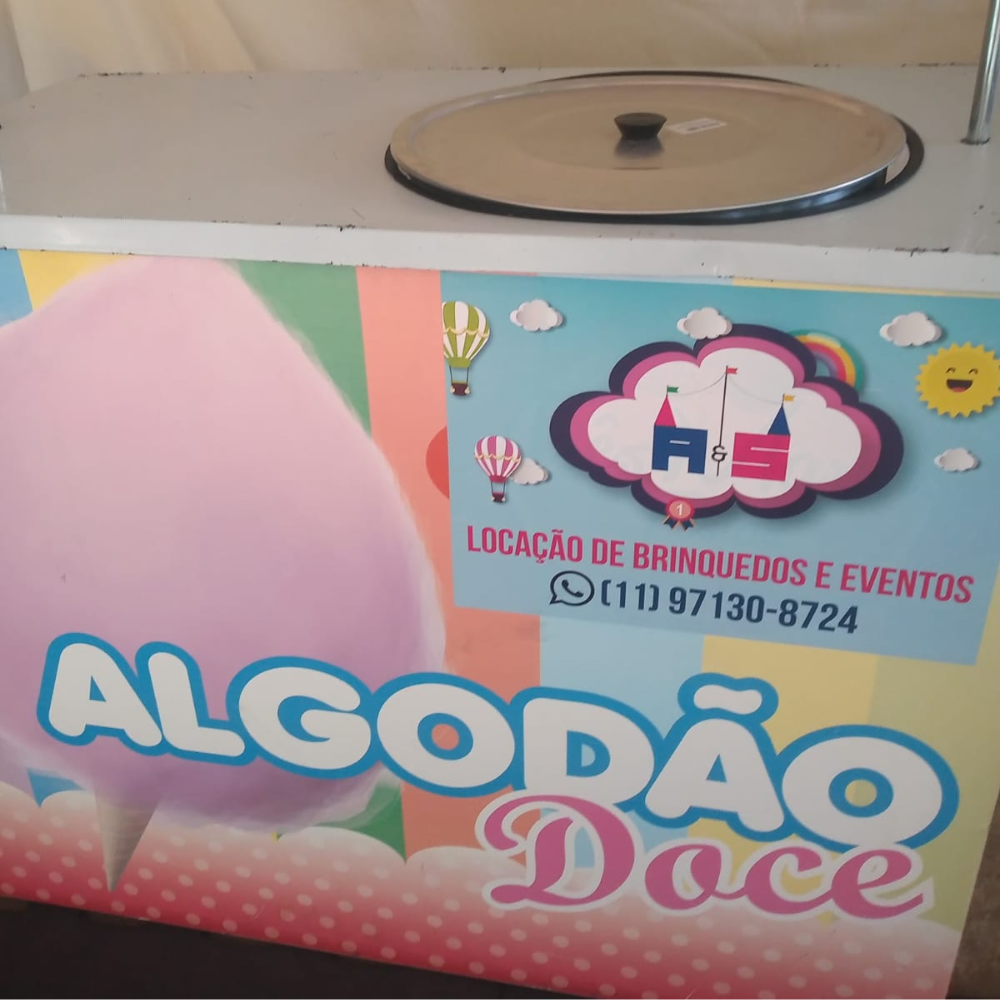 A&S
1
LOCAÇÃO DE BRINQUEDOS E EVENTOS
(11) 97130-8724
ALGODÃO
Doce